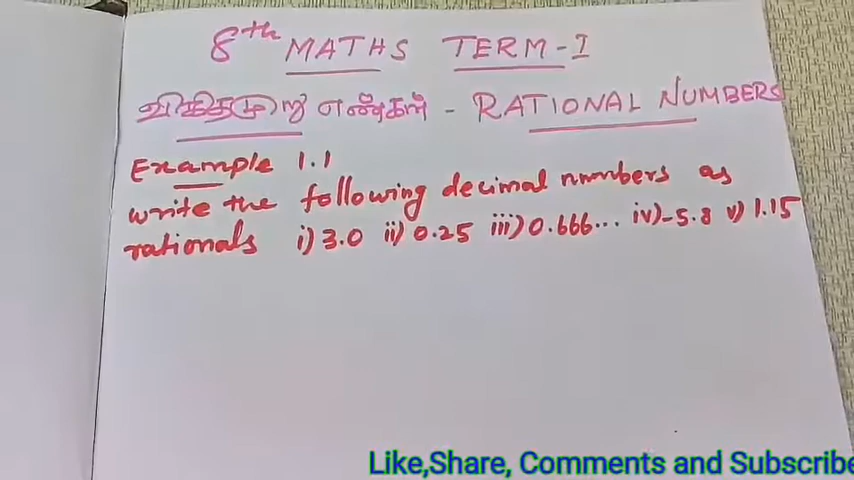 8th MATHS TERM-I
விகிதமுறு எண்கள் - RATIONAL NUMBERS
Example 1.1
write the following decimal numbers as
rationals i) 3.0 ii) 0.25 iii) 0.666... iv) -5.8 v) 1.15
Like,Share, Comments and Subscribe